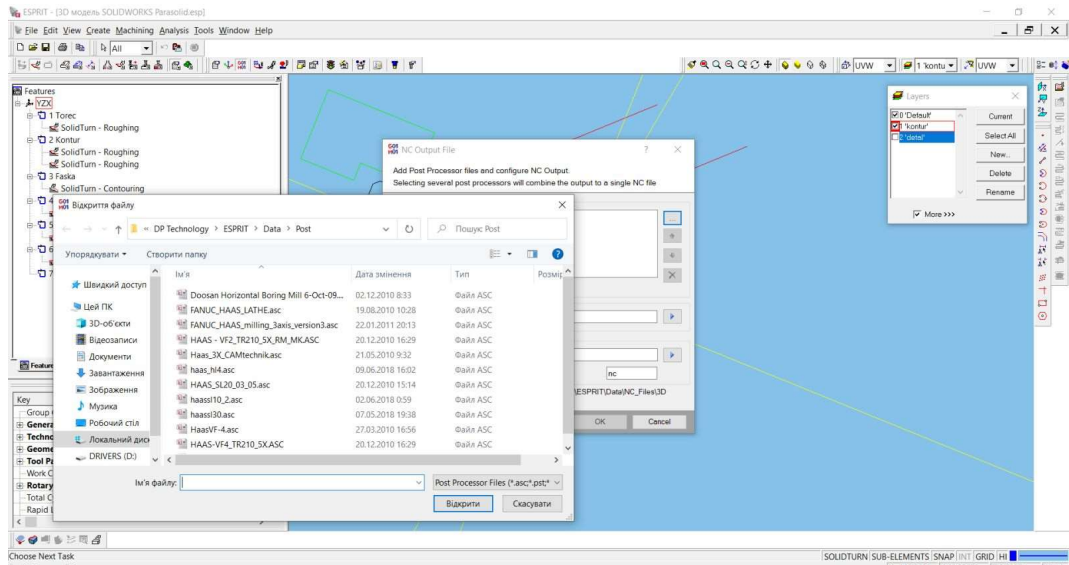 ESPRIT - [3D модель SOLIDWORKS Parasolid.esp]
File Edit View Create Machining Analysis Tools Window Help
All
UVW
1 'kontu
UVW
Features
YZX
1 Torec
SolidTurn - Roughing
2 Kontur
SolidTurn - Roughing
SolidTurn - Roughing
3 Faska
SolidTurn - Contouring
4
5
6
7
Feature
Key
Group
Genera
Techno
Geome
Tool Pa
Work C
Rotary
Total C
Rapid
Layers
0 'Default'
1 'kontur'
2 'detal'
Current
Select All
New...
Delete
Rename
More >>>
NC Output File
Add Post Processor files and configure NC Output.
Selecting several post processors will combine the output to a single NC file
...
nc
\ESPRIT\Data\NC_Files\3D
OK Cancel
Відкриття файлу
« DP Technology > ESPRIT > Data > Post
Пошук: Post
Упорядкувати Створити папку
Швидкий доступ
Цей ПК
3D-об'єкти
Відеозаписи
Документи
Завантаження
Зображення
Музика
Робочий стіл
Локальний диск
DRIVERS (D:)
Ім'я Дата змінення Тип Розмір
Doosan Horizontal Boring Mill 6-Oct-09... 02.12.2010 8:33 Файл ASC
FANUC_HAAS_LATHE.asc 19.08.2010 10:28 Файл ASC
FANUC_HAAS_milling_3axis_version3.asc 22.01.2011 20:13 Файл ASC
HAAS - VF2_TR210_5X_RM_MK.ASC 20.12.2010 16:29 Файл ASC
Haas_3X_CAMtechnik.asc 21.05.2010 9:32 Файл ASC
haas_hl4.asc 09.06.2018 16:02 Файл ASC
HAAS_SL20_03_05.asc 20.12.2010 15:14 Файл ASC
haassl10_2.asc 02.06.2018 0:59 Файл ASC
haassl30.asc 07.05.2018 19:38 Файл ASC
HaasVF-4.asc 27.03.2010 16:56 Файл ASC
HAAS-VF4_TR210_5X.ASC 20.12.2010 16:29 Файл ASC
Ім'я файлу:
Post Processor Files (*.asc;*.pst;*
Відкрити Скасувати
Choose Next Task
SOLIDTURN SUB-ELEMENTS SNAP INT GRID HI